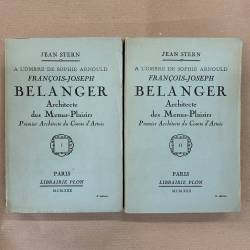 JEAN STERN
A L'OMBRE DE SOPHIE ARNOULD
FRANÇOIS-JOSEPH
BELANGER
Architecte
des Menus-Plaisirs
Premier Architecte du Comte d'Artois
I
PARIS
LIBRAIRIE PLON
MCMXXX
JEAN STERN
A L'OMBRE DE SOPHIE ARNOULD
FRANÇOIS-JOSEPH
BELANGER
Architecte
des Menus-Plaisirs
Premier Architecte du Comte d'Artois
II
PARIS
LIBRAIRIE PLON
MCMXXX